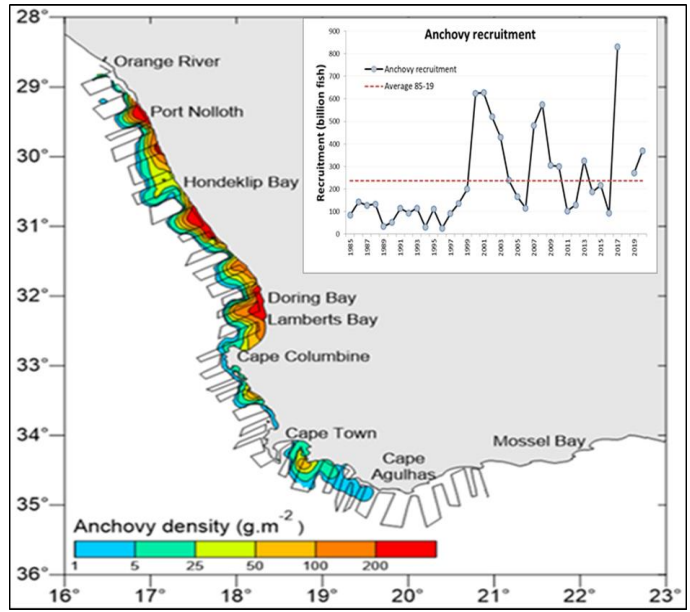 28°
29°
30°
31°
32°
33°
34°
35°
36°
16°
17°
18°
19°
20°
21°
22°
23°
Orange River
Port Nolloth
Hondeklip Bay
Doring Bay
Lamberts Bay
Cape Columbine
Cape Town
Cape
Agulhas
Mossel Bay
Anchovy density (g.m⁻²)
1 5 25 50 100 200
Anchovy recruitment
Recruitment (billion fish)
900
800
700
600
500
400
300
200
100
0
Anchovy recruitment
Average 85-19
1985 1987 1989 1991 1993 1995 1997 1999 2001 2003 2005 2007 2009 2011 2013 2015 2017 2019